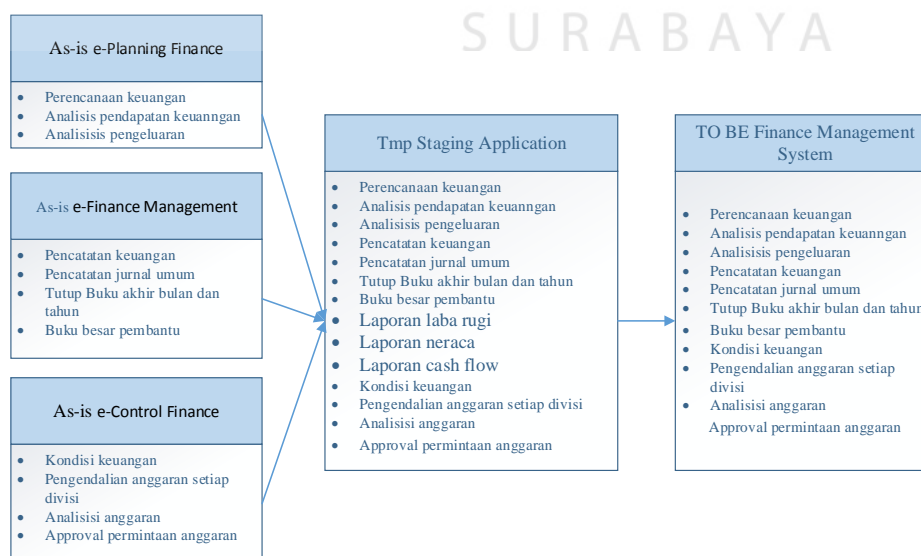 SURABAYA
As-is e-Planning Finance
• Perencanaan keuangan
• Analisis pendapatan keuanngan
• Analisisis pengeluaran
As-is e-Finance Management
• Pencatatan keuangan
• Pencatatan jurnal umum
• Tutup Buku akhir bulan dan
tahun
• Buku besar pembantu
As-is e-Control Finance
• Kondisi keuangan
• Pengendalian anggaran setiap
divisi
• Analisisi anggaran
• Approval permintaan anggaran
Tmp Staging Application
• Perencanaan keuangan
• Analisis pendapatan keuanngan
• Analisisis pengeluaran
• Pencatatan keuangan
• Pencatatan jurnal umum
• Tutup Buku akhir bulan dan tahun
• Buku besar pembantu
• Laporan laba rugi
• Laporan neraca
• Laporan cash flow
• Kondisi keuangan
• Pengendalian anggaran setiap divisi
• Analisisi anggaran
• Approval permintaan anggaran
TO BE Finance Management
System
• Perencanaan keuangan
• Analisis pendapatan keuanngan
• Analisisis pengeluaran
• Pencatatan keuangan
• Pencatatan jurnal umum
• Tutup Buku akhir bulan dan tahun
• Buku besar pembantu
• Kondisi keuangan
• Pengendalian anggaran setiap
divisi
• Analisisi anggaran
Approval permintaan anggaran